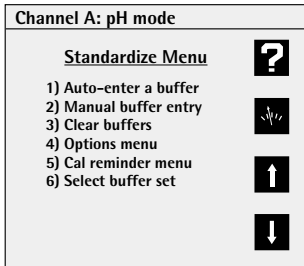 Channel A: pH mode
Standardize Menu
1) Auto-enter a buffer
2) Manual buffer entry
3) Clear buffers
4) Options menu
5) Cal reminder menu
6) Select buffer set
?